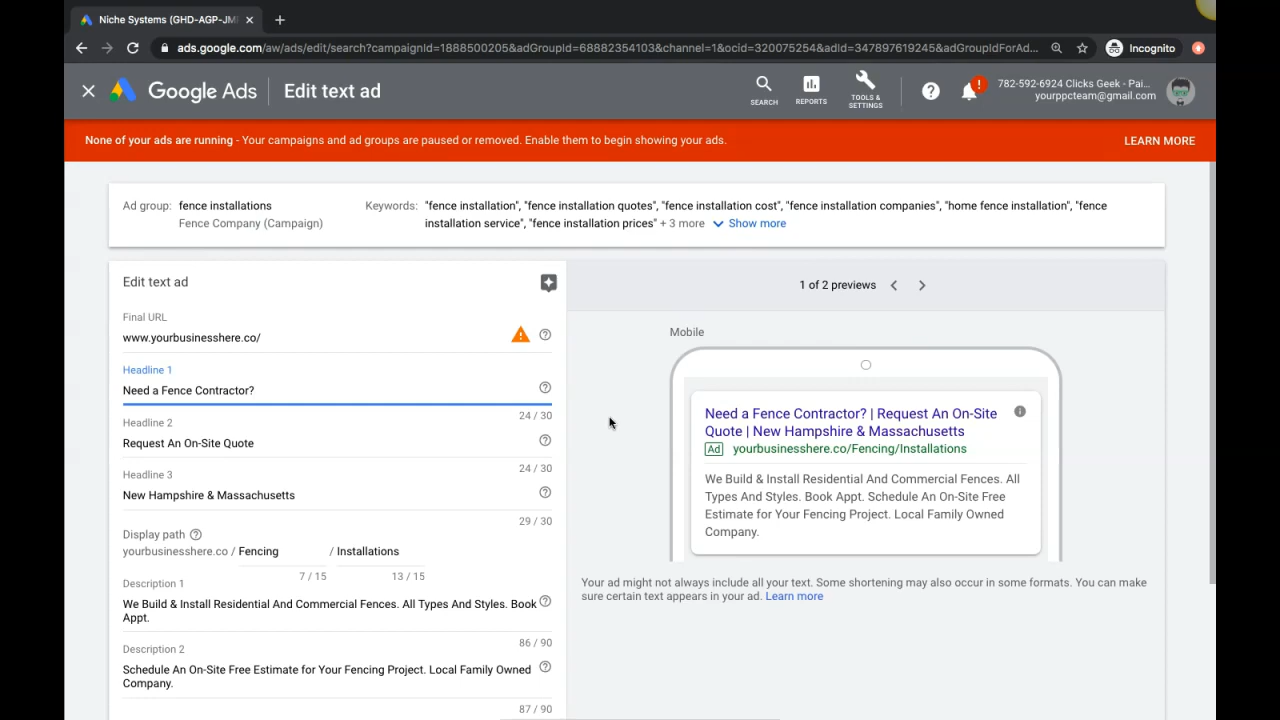 Niche Systems (GHD-AGP-JM
ads.google.com/aw/ads/edit/search?campaignId=1888500205&adGroupId=68882354103&channel=1&ocid=320075254&adId=347897619245&adGroupIdForAd...
Incognito
Google Ads
Edit text ad
SEARCH
REPORTS
TOOLS &
SETTINGS
782-592-6924 Clicks Geek - Pai...
yourppcteam@gmail.com
None of your ads are running - Your campaigns and ad groups are paused or removed. Enable them to begin showing your ads.
LEARN MORE
Ad group: fence installations
Fence Company (Campaign)
Keywords: "fence installation", "fence installation quotes", "fence installation cost", "fence installation companies", "home fence installation", "fence
installation service", "fence installation prices" + 3 more Show more
Edit text ad
Final URL
www.yourbusinesshere.co/
Headline 1
Need a Fence Contractor?
24 / 30
Headline 2
Request An On-Site Quote
24 / 30
Headline 3
New Hampshire & Massachusetts
29 / 30
Display path
yourbusinesshere.co / Fencing / Installations
7 / 15 13 / 15
Description 1
We Build & Install Residential And Commercial Fences. All Types And Styles. Book
Appt.
86 / 90
Description 2
Schedule An On-Site Free Estimate for Your Fencing Project. Local Family Owned
Company.
87 / 90
1 of 2 previews
Mobile
Need a Fence Contractor? | Request An On-Site
Quote | New Hampshire & Massachusetts
Ad yourbusinesshere.co/Fencing/Installations
We Build & Install Residential And Commercial Fences. All
Types And Styles. Book Appt. Schedule An On-Site Free
Estimate for Your Fencing Project. Local Family Owned
Company.
Your ad might not always include all your text. Some shortening may also occur in some formats. You can make
sure certain text appears in your ad. Learn more